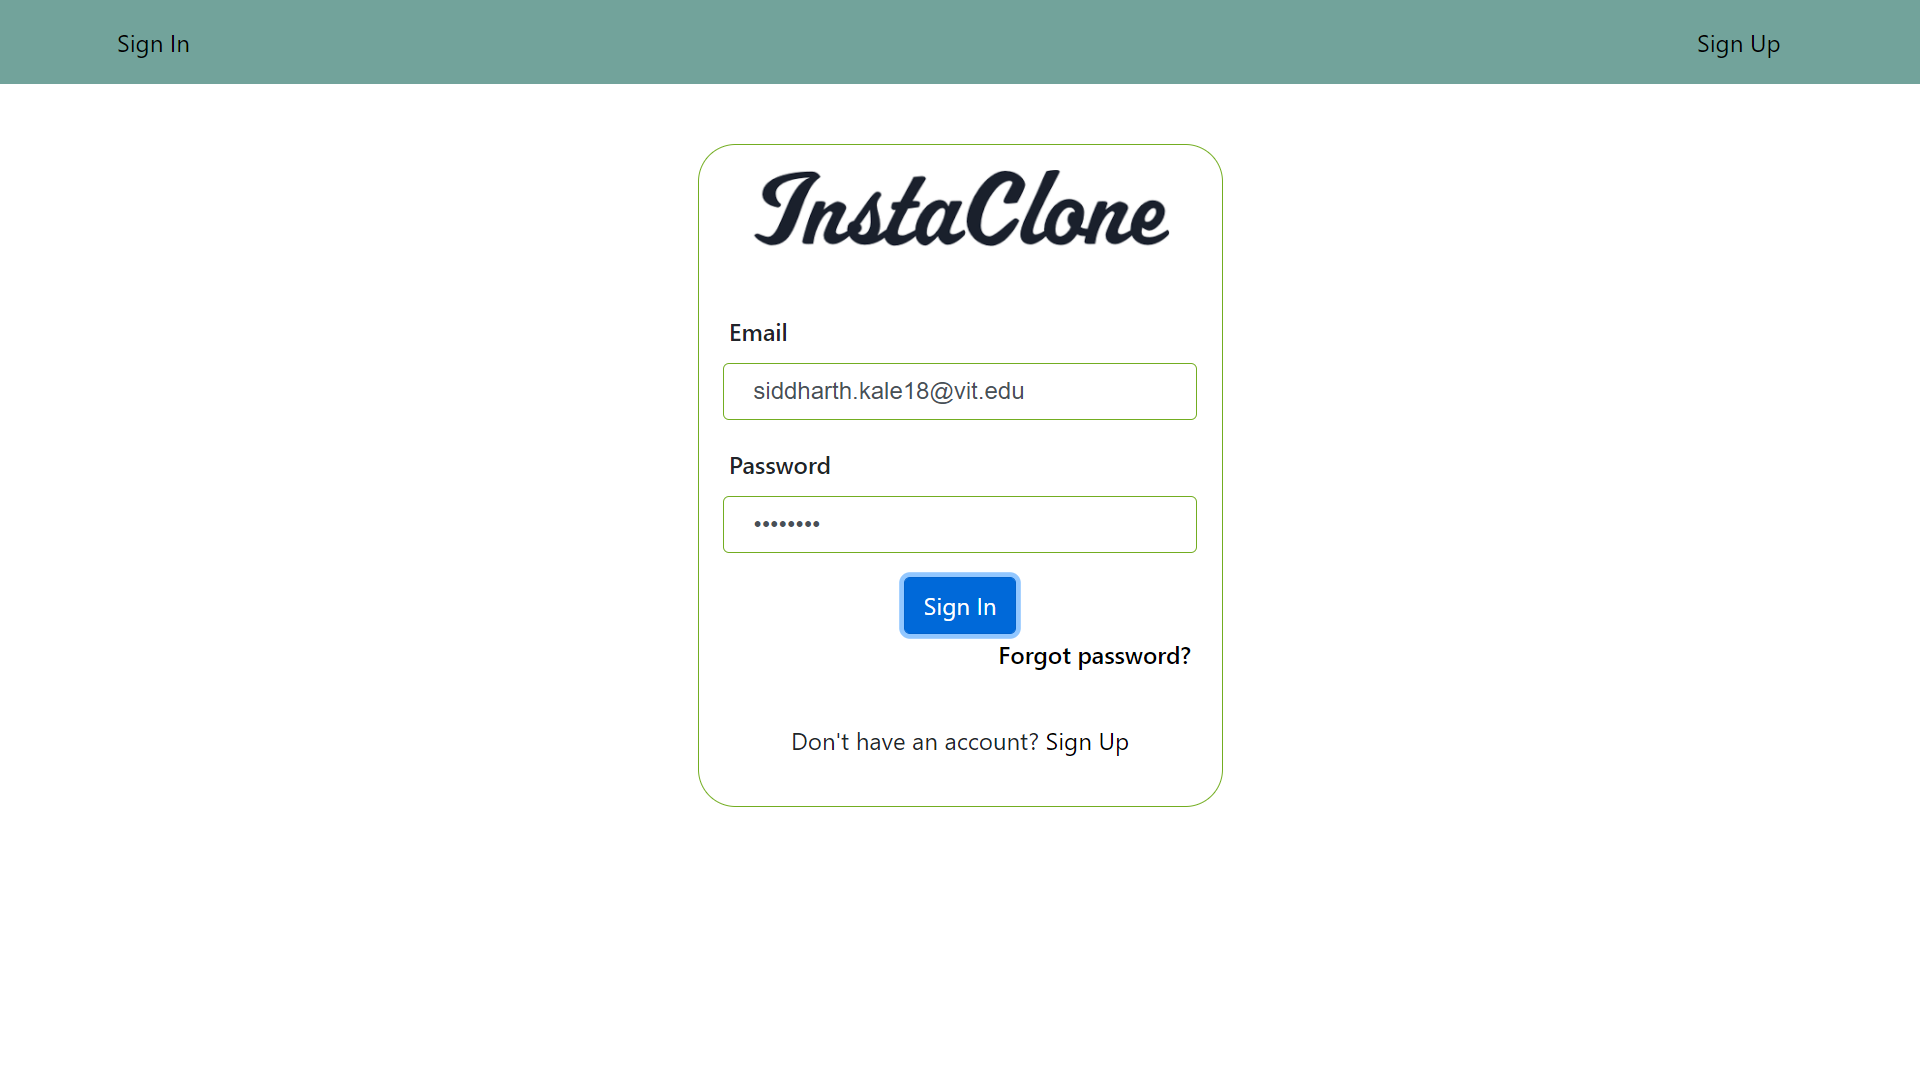 Sign In
Sign Up
InstaClone
Email
siddharth.kale18@vit.edu
Password
••••••••
Sign In
Forgot password?
Don't have an account? Sign Up